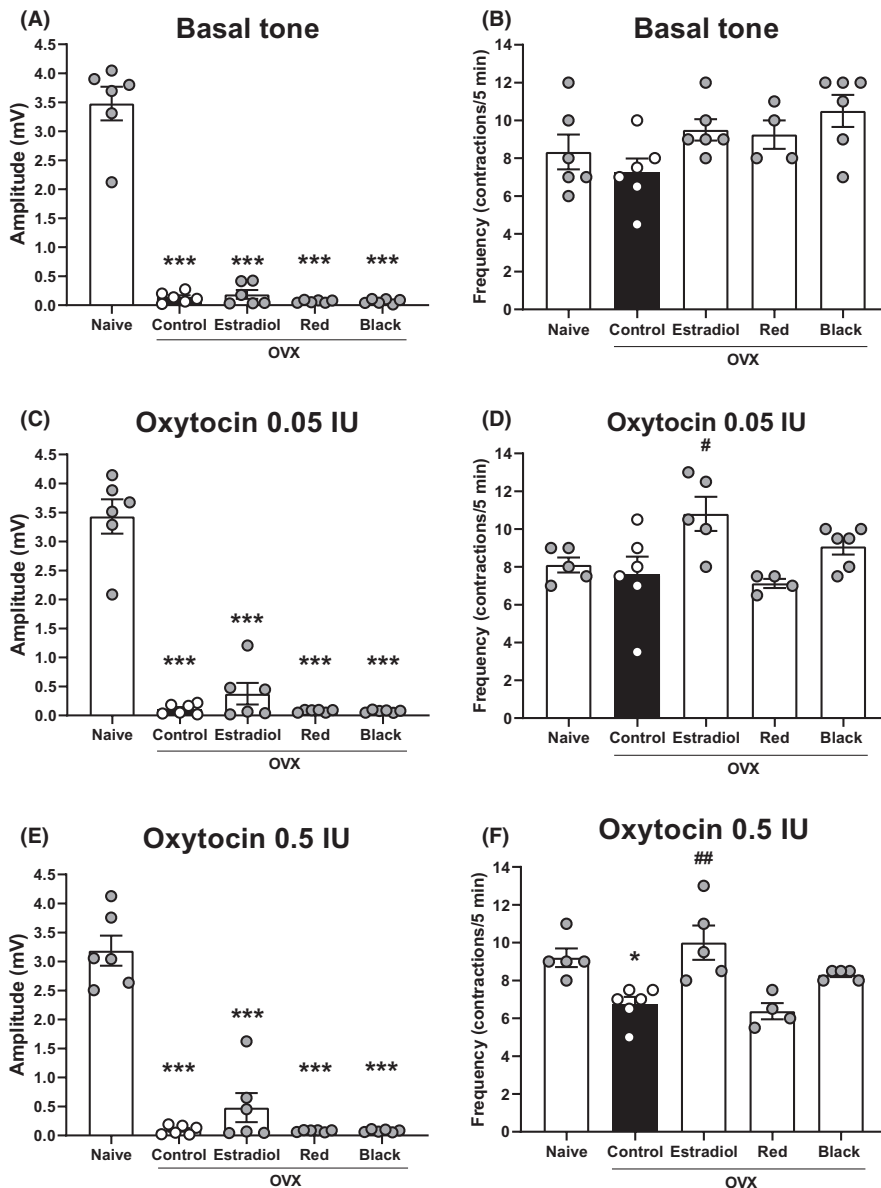 (A) Basal tone
Amplitude (mV)
4.5
4.0
3.5
3.0
2.5
2.0
1.5
1.0
0.5
0.0
*** *** *** ***
Naive Control Estradiol Red Black
OVX
(B) Basal tone
Frequency (contractions/5 min)
14
12
10
8
6
4
2
0
Naive Control Estradiol Red Black
OVX
(C) Oxytocin 0.05 IU
Amplitude (mV)
4.5
4.0
3.5
3.0
2.5
2.0
1.5
1.0
0.5
0.0
*** *** *** ***
Naive Control Estradiol Red Black
OVX
(D) Oxytocin 0.05 IU
Frequency (contractions/5 min)
14
12
10
8
6
4
2
0
#
Naive Control Estradiol Red Black
OVX
(E) Oxytocin 0.5 IU
Amplitude (mV)
4.5
4.0
3.5
3.0
2.5
2.0
1.5
1.0
0.5
0.0
*** *** *** ***
Naive Control Estradiol Red Black
OVX
(F) Oxytocin 0.5 IU
Frequency (contractions/5 min)
14
12
10
8
6
4
2
0
* ##
Naive Control Estradiol Red Black
OVX